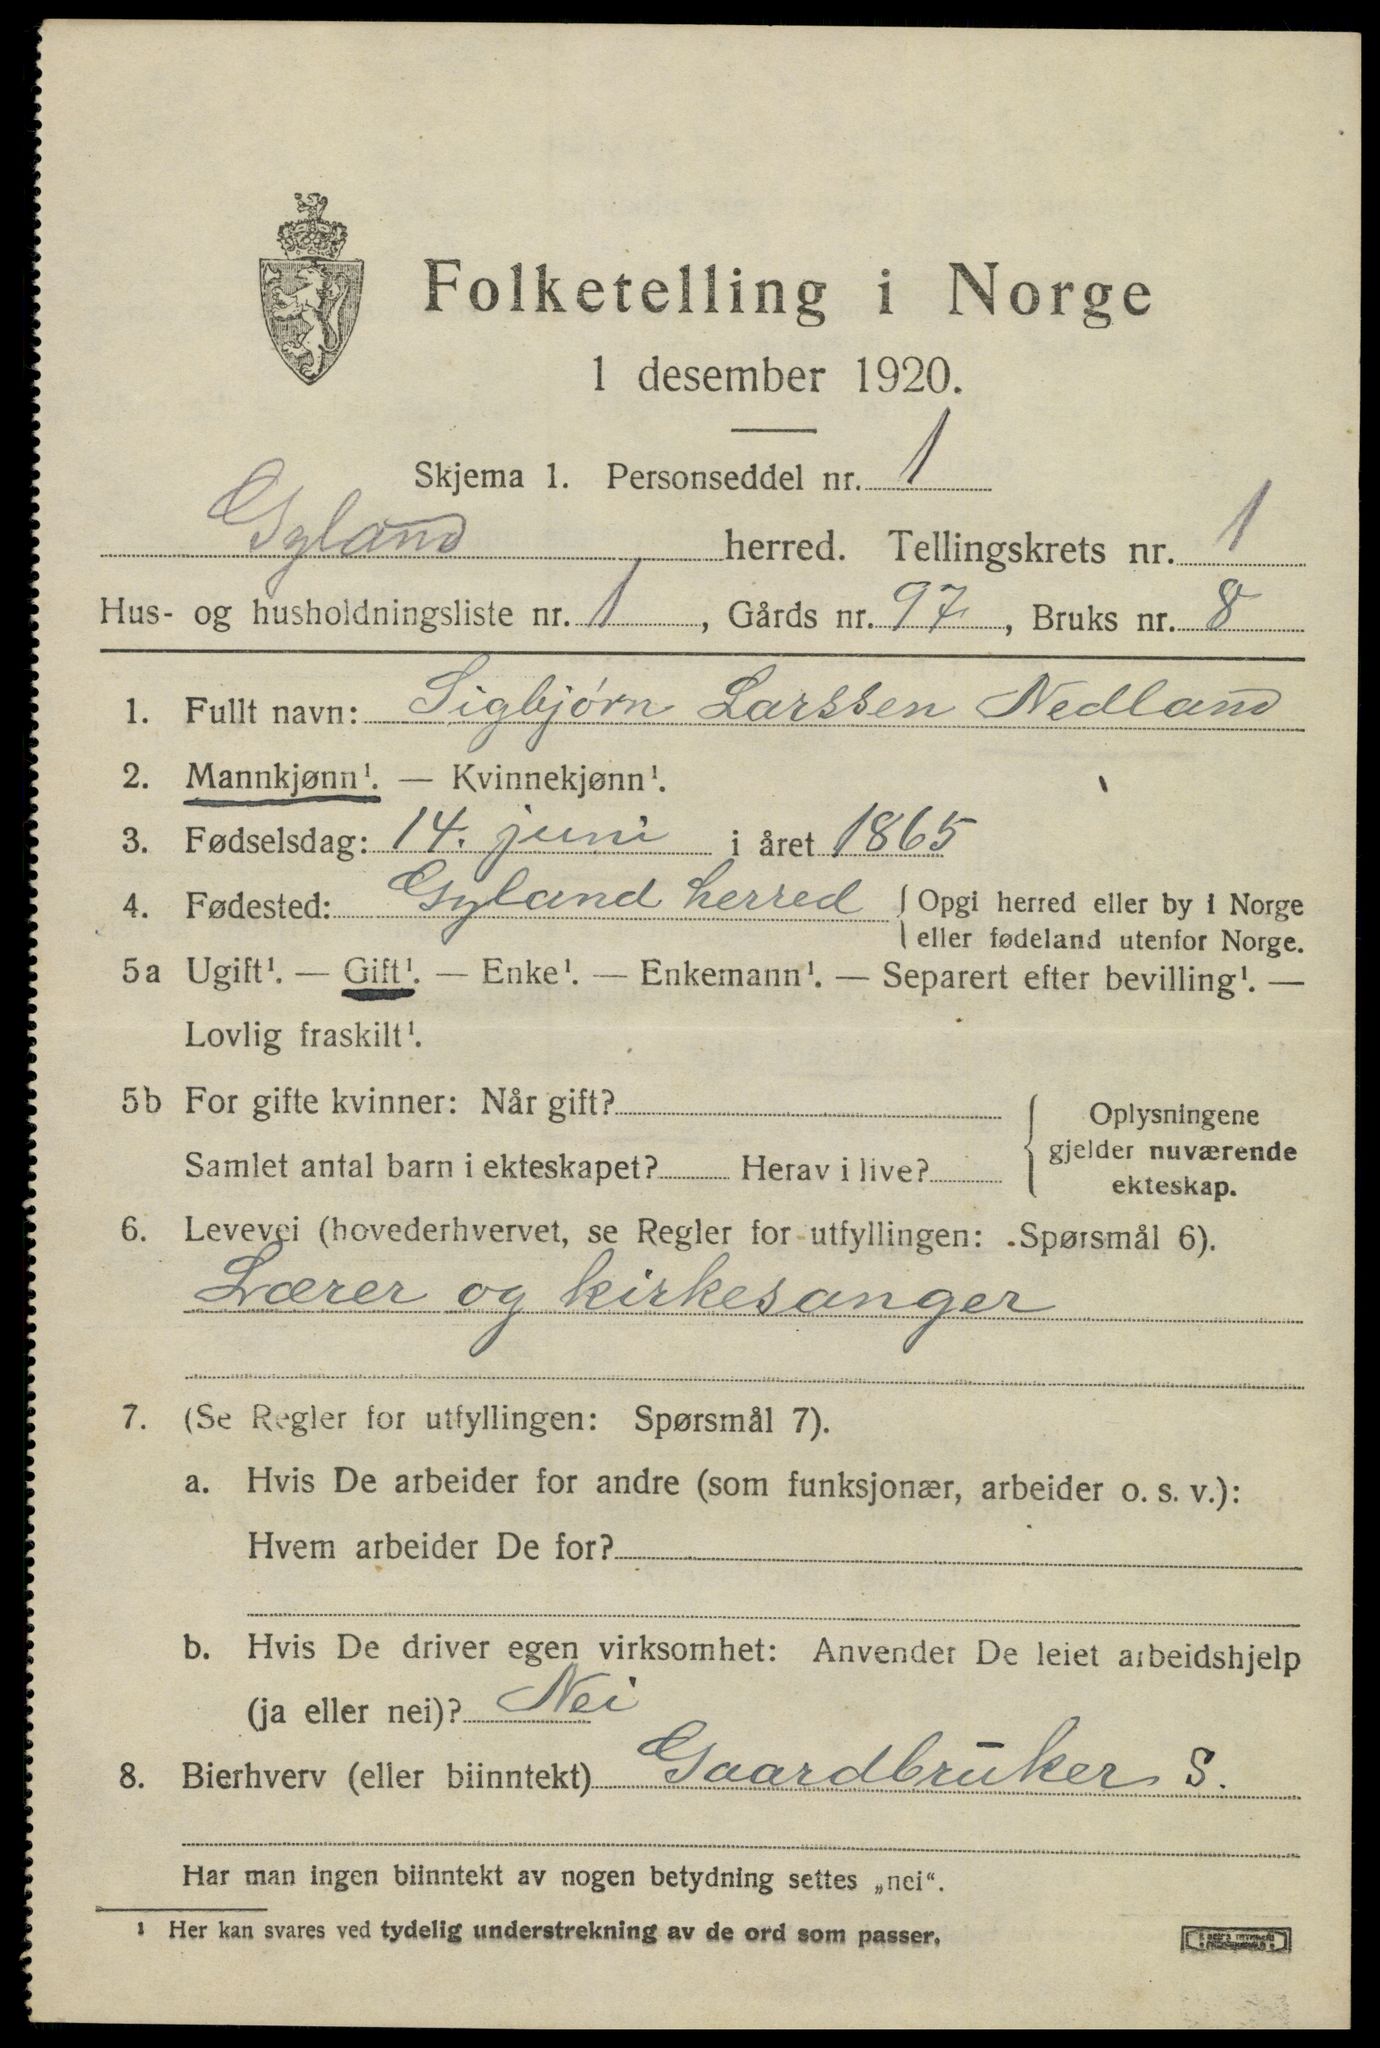 Folketelling i Norge
1 desember 1920.
Skjema 1. Personseddel nr. 1
Gyland herred. Tellingskrets nr. 1
Hus- og husholdningsliste nr. 1, Gårds nr. 97, Bruks nr. 8
1. Fullt navn: Sigbjørn Larssen Nedland
2. Mannkjønn¹. — Kvinnekjønn¹.
3. Fødselsdag: 14. juni i året 1865
4. Fødested: Gyland herred { Opgi herred eller by i Norge
eller fødeland utenfor Norge.
5a Ugift¹. — Gift¹. — Enke¹. — Enkemann¹. — Separert efter bevilling¹. —
Lovlig fraskilt¹.
5b For gifte kvinner: Når gift?
Samlet antal barn i ekteskapet? Herav i live?
{ Oplysningene
gjelder nuværende
ekteskap.
6. Levevei (hovederhvervet, se Regler for utfyllingen: Spørsmål 6).
Lærer og kirkesanger
7. (Se Regler for utfyllingen: Spørsmål 7).
a. Hvis De arbeider for andre (som funksjonær, arbeider o. s. v.):
Hvem arbeider De for?
b. Hvis De driver egen virksomhet: Anvender De leiet arbeidshjelp
(ja eller nei)? Nei
8. Bierhverv (eller biinntekt) Gaardbruker S.
Har man ingen biinntekt av nogen betydning settes „nei“.
¹ Her kan svares ved tydelig understrekning av de ord som passer.